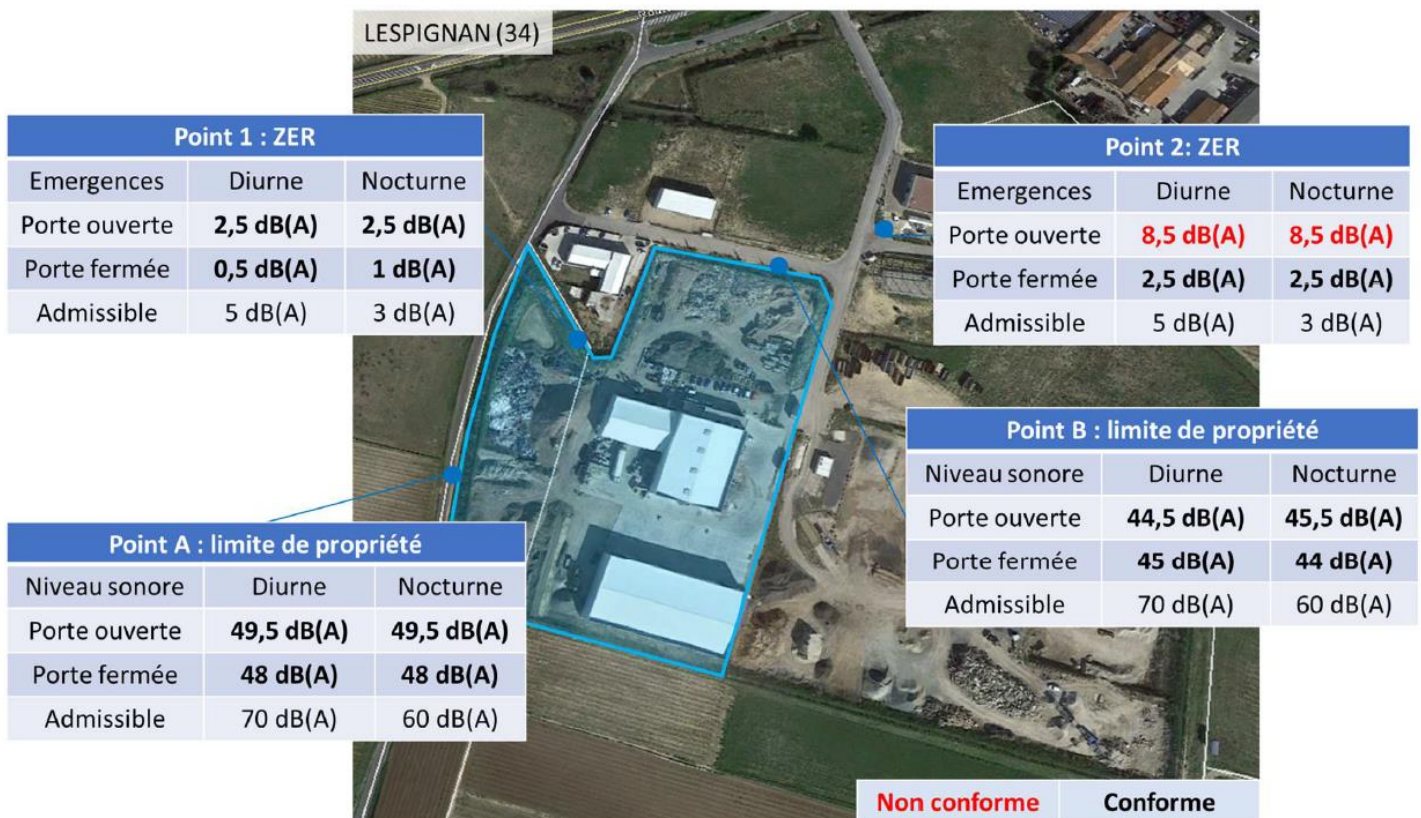 LESPIGNAN (34)
Point 1 : ZER
Emergences Diurne Nocturne
Porte ouverte 2,5 dB(A) 2,5 dB(A)
Porte fermée 0,5 dB(A) 1 dB(A)
Admissible 5 dB(A) 3 dB(A)
Point 2: ZER
Emergences Diurne Nocturne
Porte ouverte 8,5 dB(A) 8,5 dB(A)
Porte fermée 2,5 dB(A) 2,5 dB(A)
Admissible 5 dB(A) 3 dB(A)
Point B : limite de propriété
Niveau sonore Diurne Nocturne
Porte ouverte 44,5 dB(A) 45,5 dB(A)
Porte fermée 45 dB(A) 44 dB(A)
Admissible 70 dB(A) 60 dB(A)
Point A : limite de propriété
Niveau sonore Diurne Nocturne
Porte ouverte 49,5 dB(A) 49,5 dB(A)
Porte fermée 48 dB(A) 48 dB(A)
Admissible 70 dB(A) 60 dB(A)
Non conforme Conforme